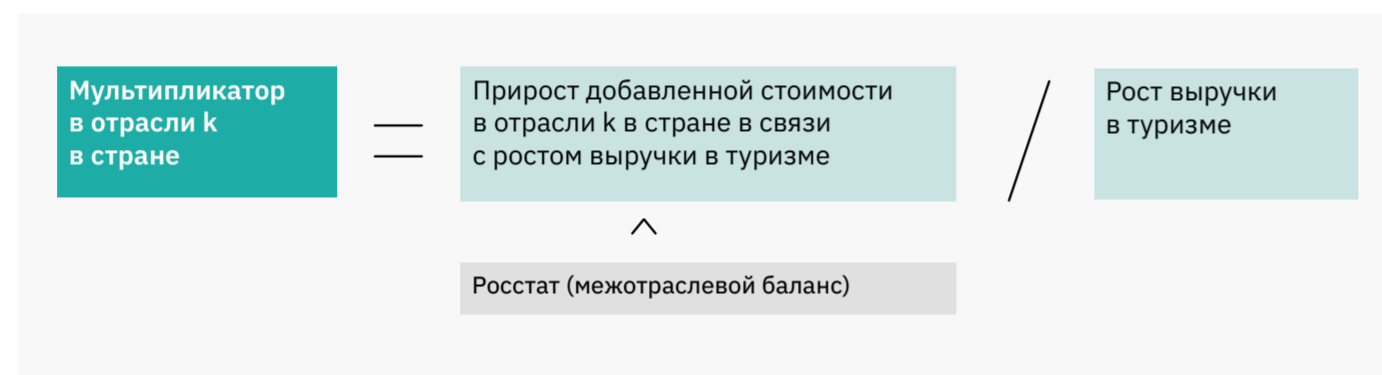 Мультипликатор
в отрасли k
в стране
=
Прирост добавленной стоимости
в отрасли k в стране в связи
с ростом выручки в туризме
/
Рост выручки
в туризме
^
Росстат (межотраслевой баланс)